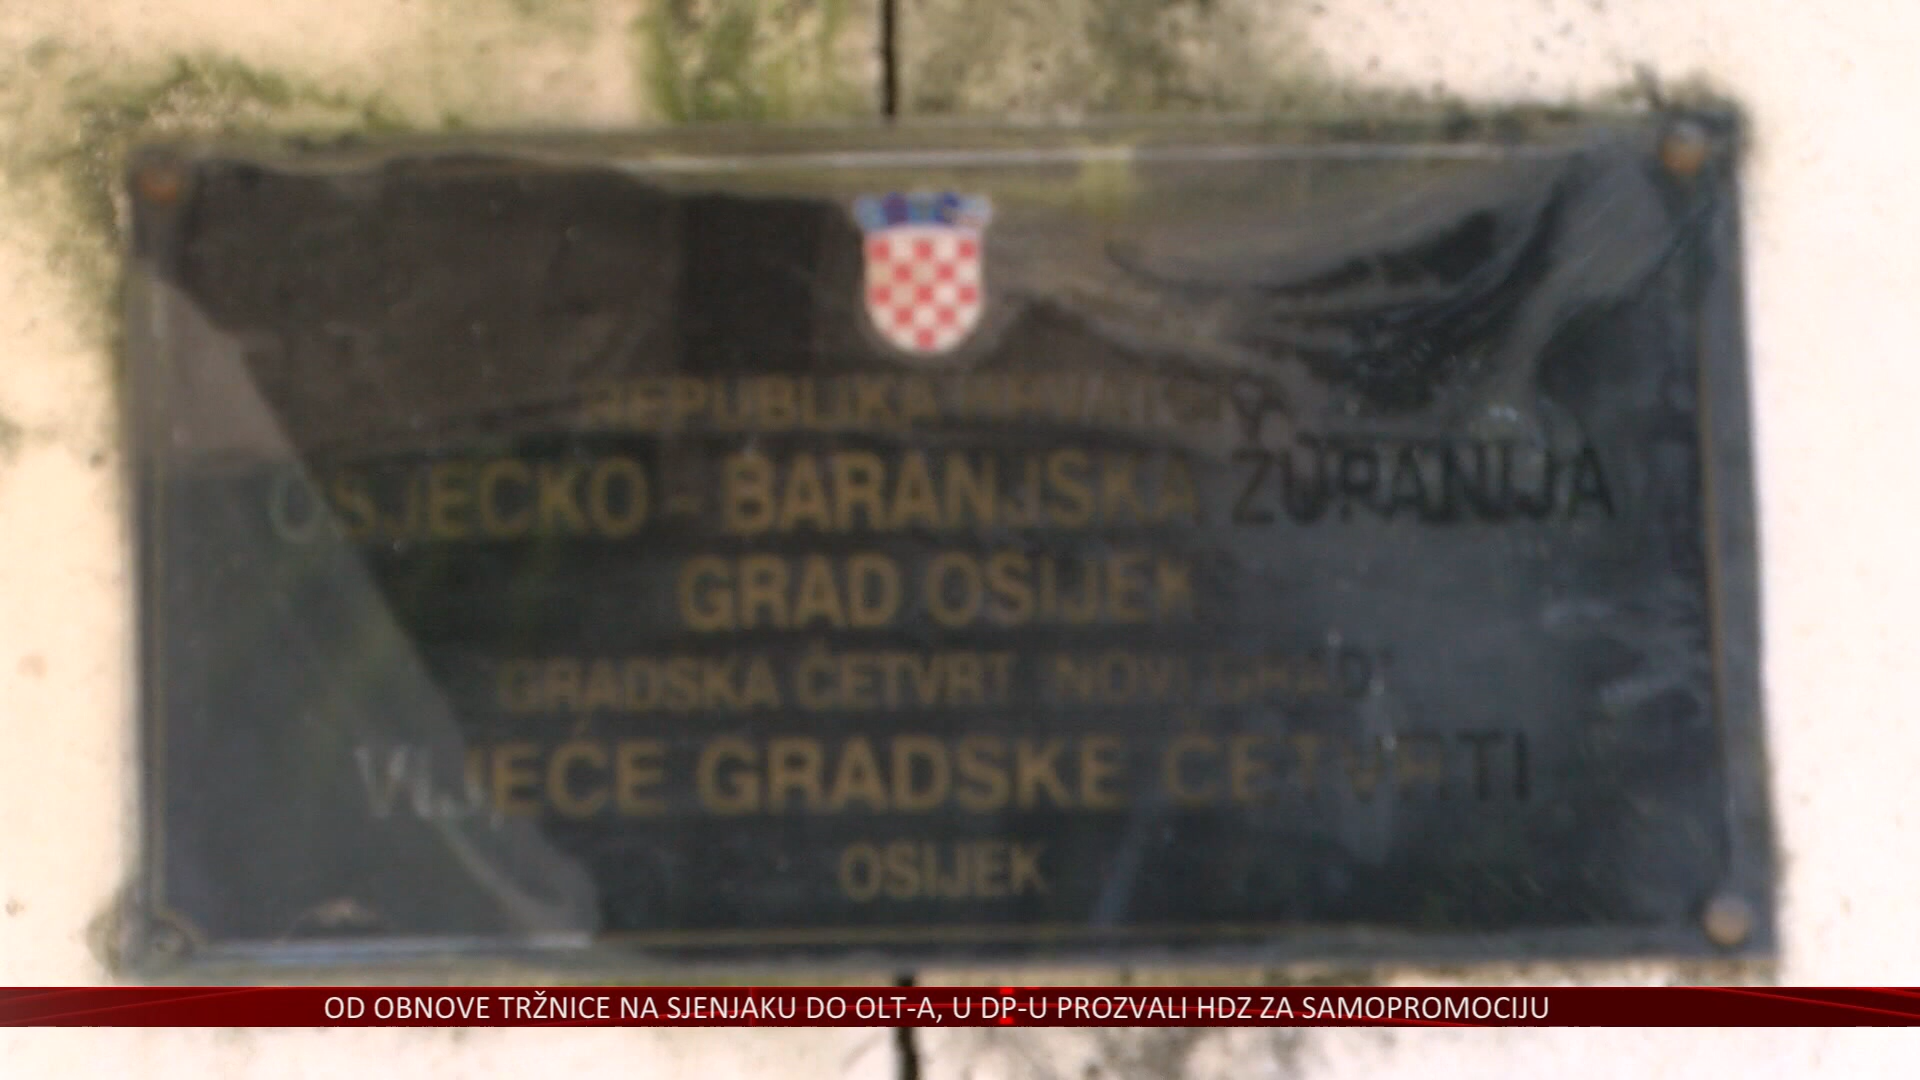 REPUBLIKA HRVATSKA
OSJEČKO - BARANJSKA ŽUPANIJA
GRAD OSIJEK
GRADSKA ČETVRT NOVI GRAD
VIJEĆE GRADSKE ČETVRTI
OSIJEK
OD OBNOVE TRŽNICE NA SJENJAKU DO OLT-A, U DP-U PROZVALI HDZ ZA SAMOPROMOCIJU